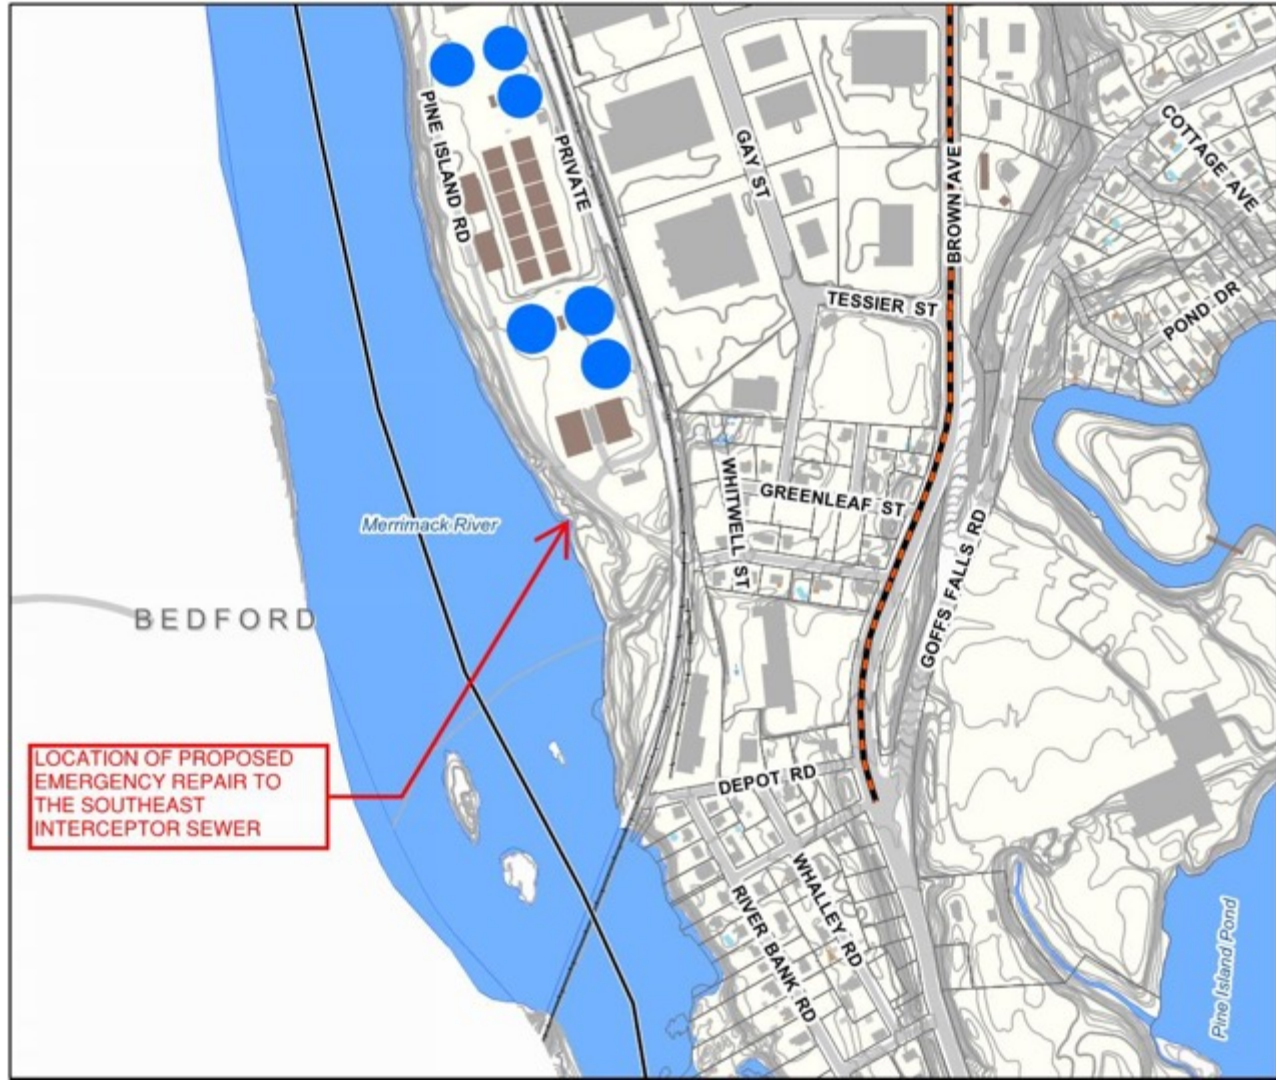 PINE ISLAND RD
PRIVATE
GAY ST
BROWN AVE
COTTAGE AVE
TESSIER ST
POND DR
WHITWELL ST
GREENLEAF ST
Merrimack River
GOFFS FALLS RD
BEDFORD
LOCATION OF PROPOSED
EMERGENCY REPAIR TO
THE SOUTHEAST
INTERCEPTOR SEWER
DEPOT RD
WHALLEY RD
RIVER BANK RD
Pine Island Pond